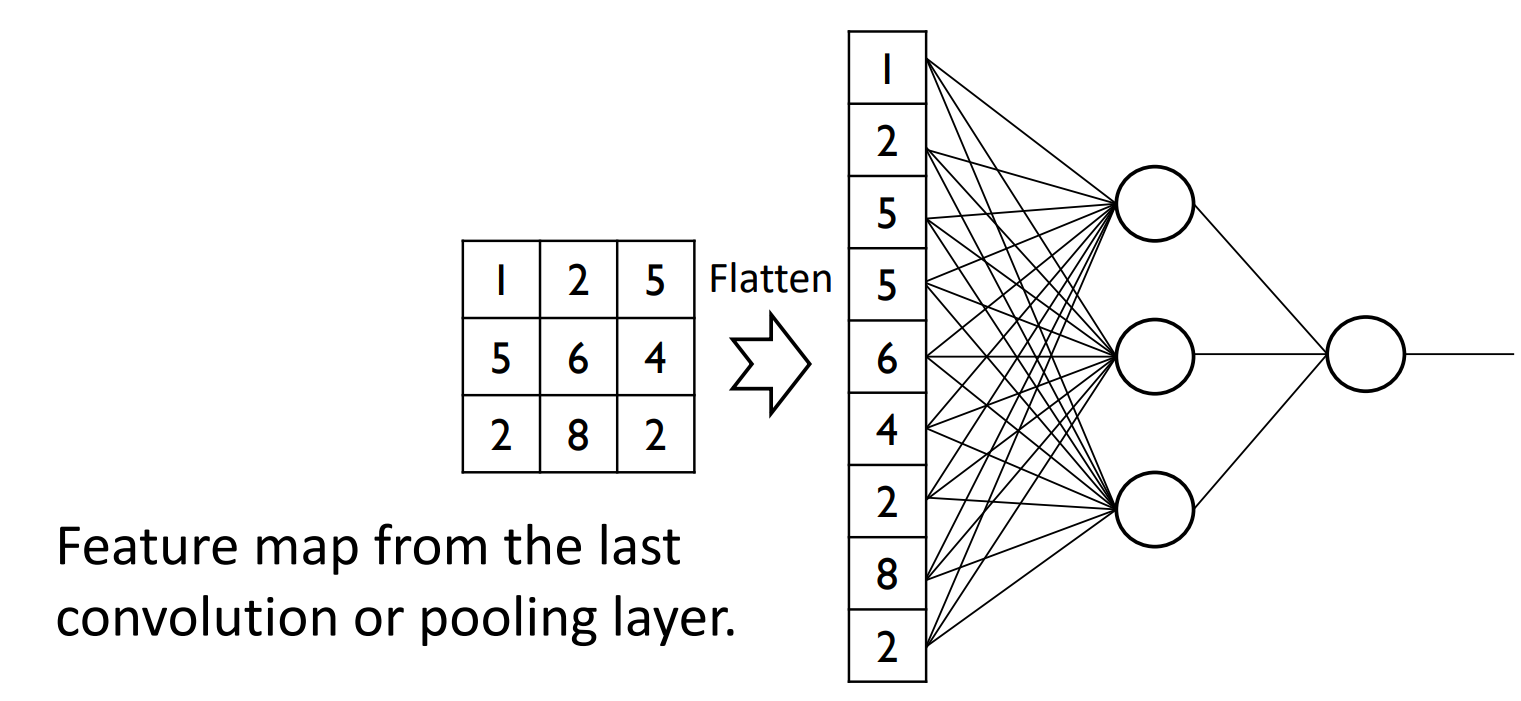 1 2 5
5 6 4
2 8 2
Flatten
1
2
5
5
6
4
2
8
2
Feature map from the last
convolution or pooling layer.